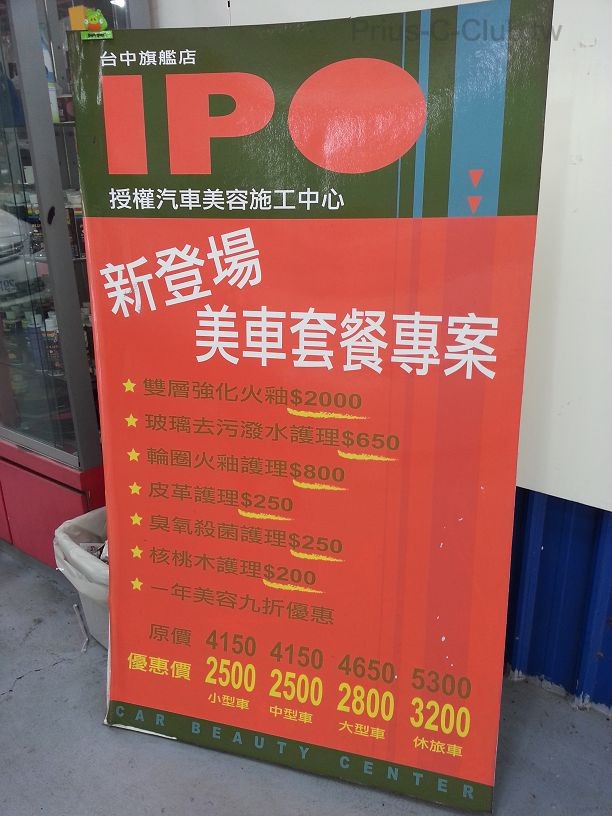 Prius-C-Club.tw
台中旗艦店
IPO
授權汽車美容施工中心
新登場
美車套餐專案
雙層強化火釉$2000
玻璃去污潑水護理$650
輪圈火釉護理$800
皮革護理$250
臭氧殺菌護理$250
核桃木護理$200
一年美容九折優惠
原價 4150 4150 4650 5300
優惠價 2500 2500 2800 3200
小型車 中型車 大型車 休旅車
CAR BEAUTY CENTER